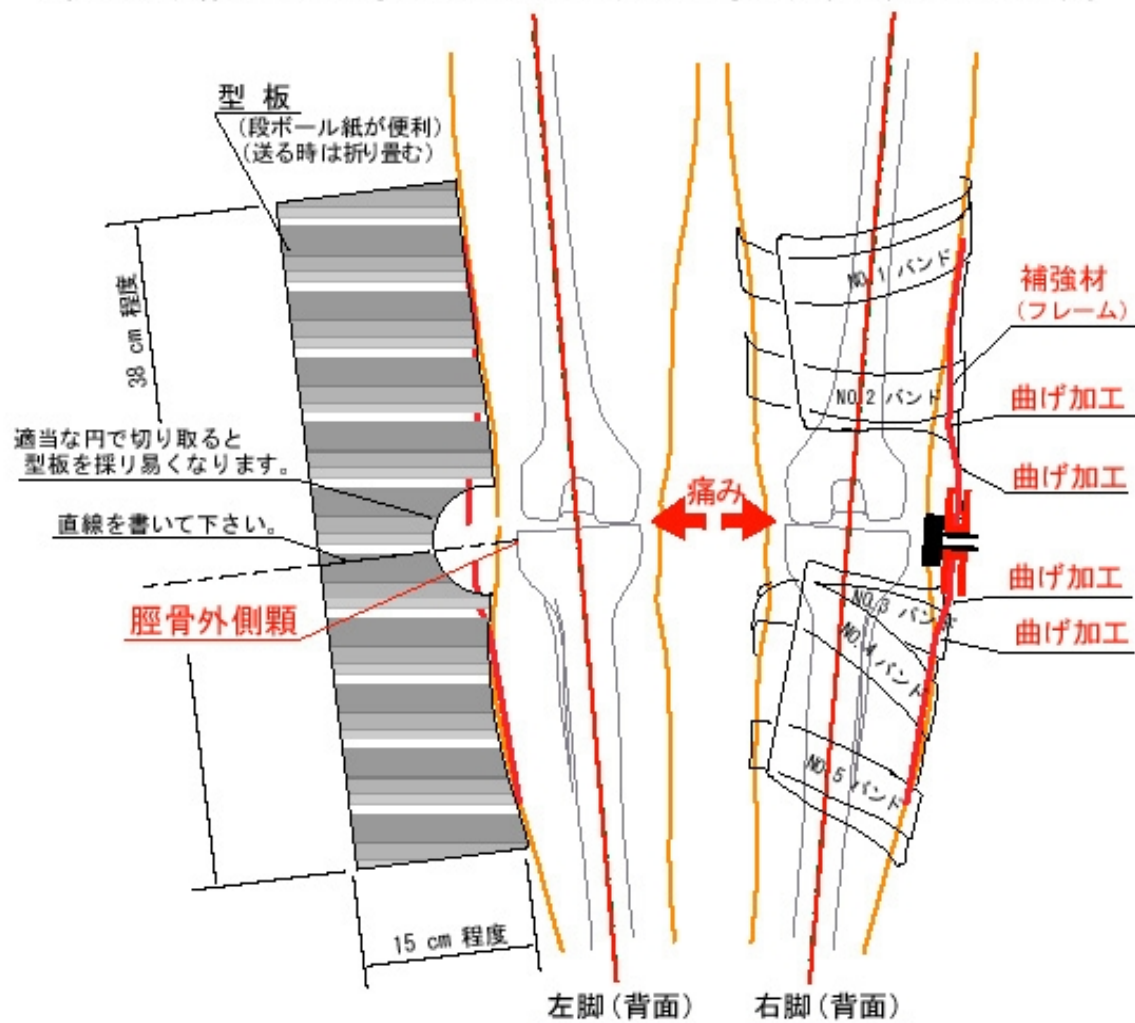 型 板
(段ボール紙が便利)
(送る時は折り畳む)
38 cm 程度
適当な円で切り取ると
型板を採り易くなります。
直線を書いて下さい。
脛骨外側顆
15 cm 程度
痛み
NO.1 バンド
NO.2 バンド
補強材
(フレーム)
曲げ加工
曲げ加工
曲げ加工
曲げ加工
NO.3 バンド
NO.4 バンド
NO.5 バンド
左脚(背面)
右脚(背面)